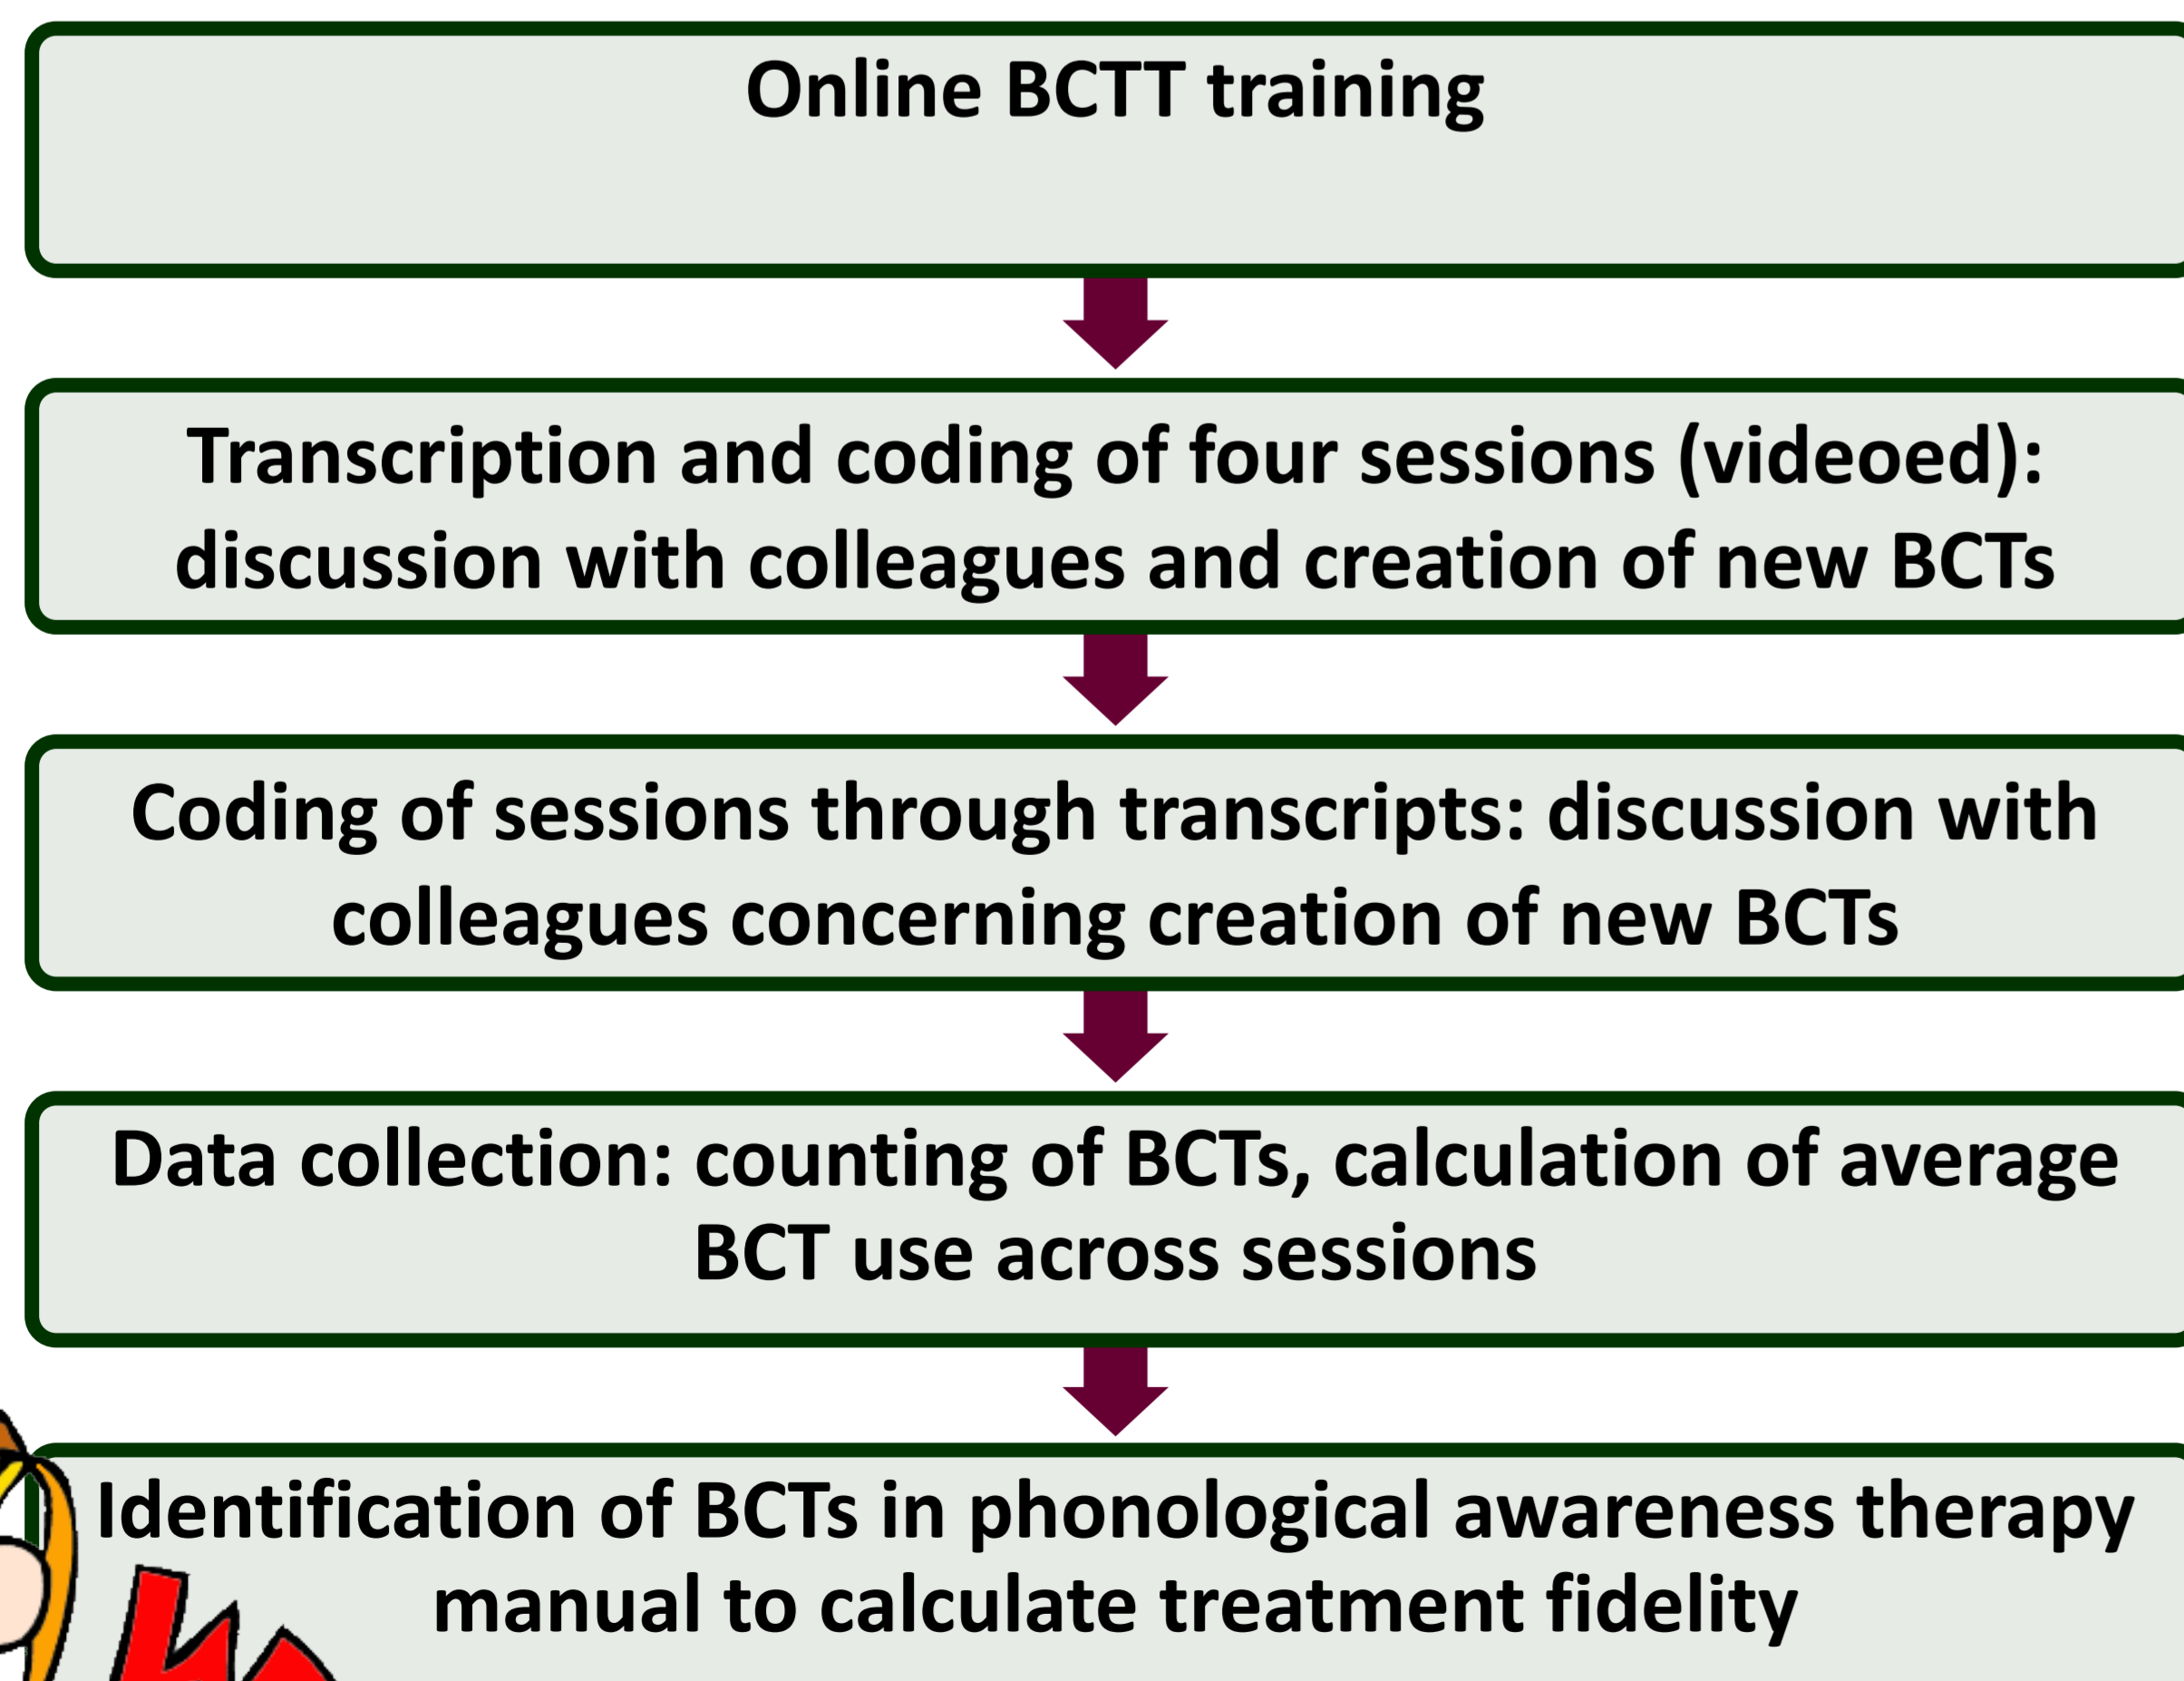 Online BCTT training
Transcription and coding of four sessions (videoed):
discussion with colleagues and creation of new BCTs
Coding of sessions through transcripts: discussion with
colleagues concerning creation of new BCTs
Data collection: counting of BCTs, calculation of average
BCT use across sessions
Identification of BCTs in phonological awareness therapy
manual to calculate treatment fidelity